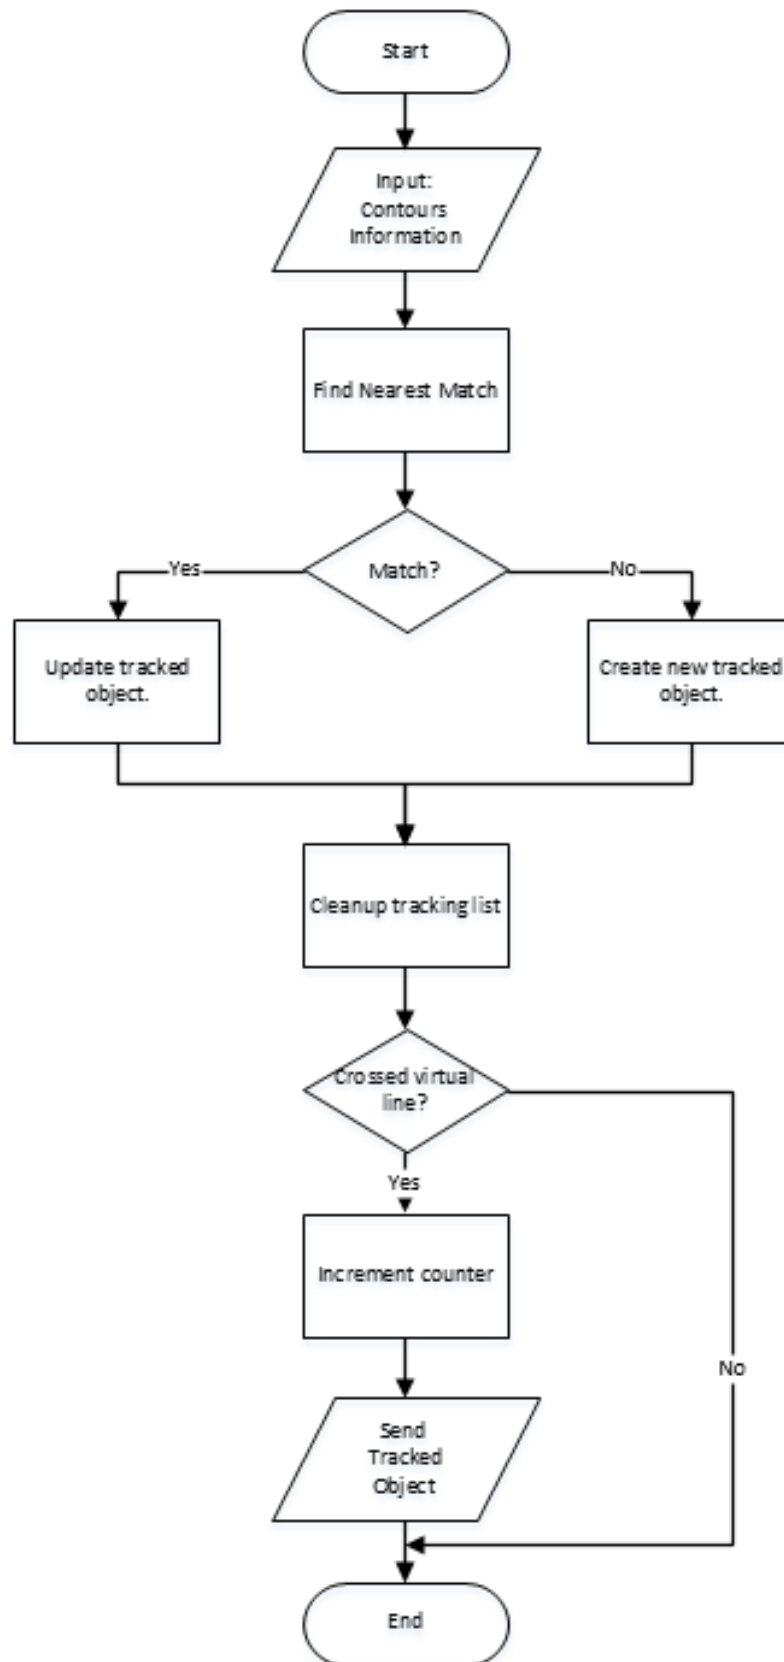 Start
Input:
Contours
Information
Find Nearest Match
Match?
Yes
No
Update tracked
object.
Create new tracked
object.
Cleanup tracking list
Crossed virtual
line?
Yes
Increment counter
No
Send
Tracked
Object
End